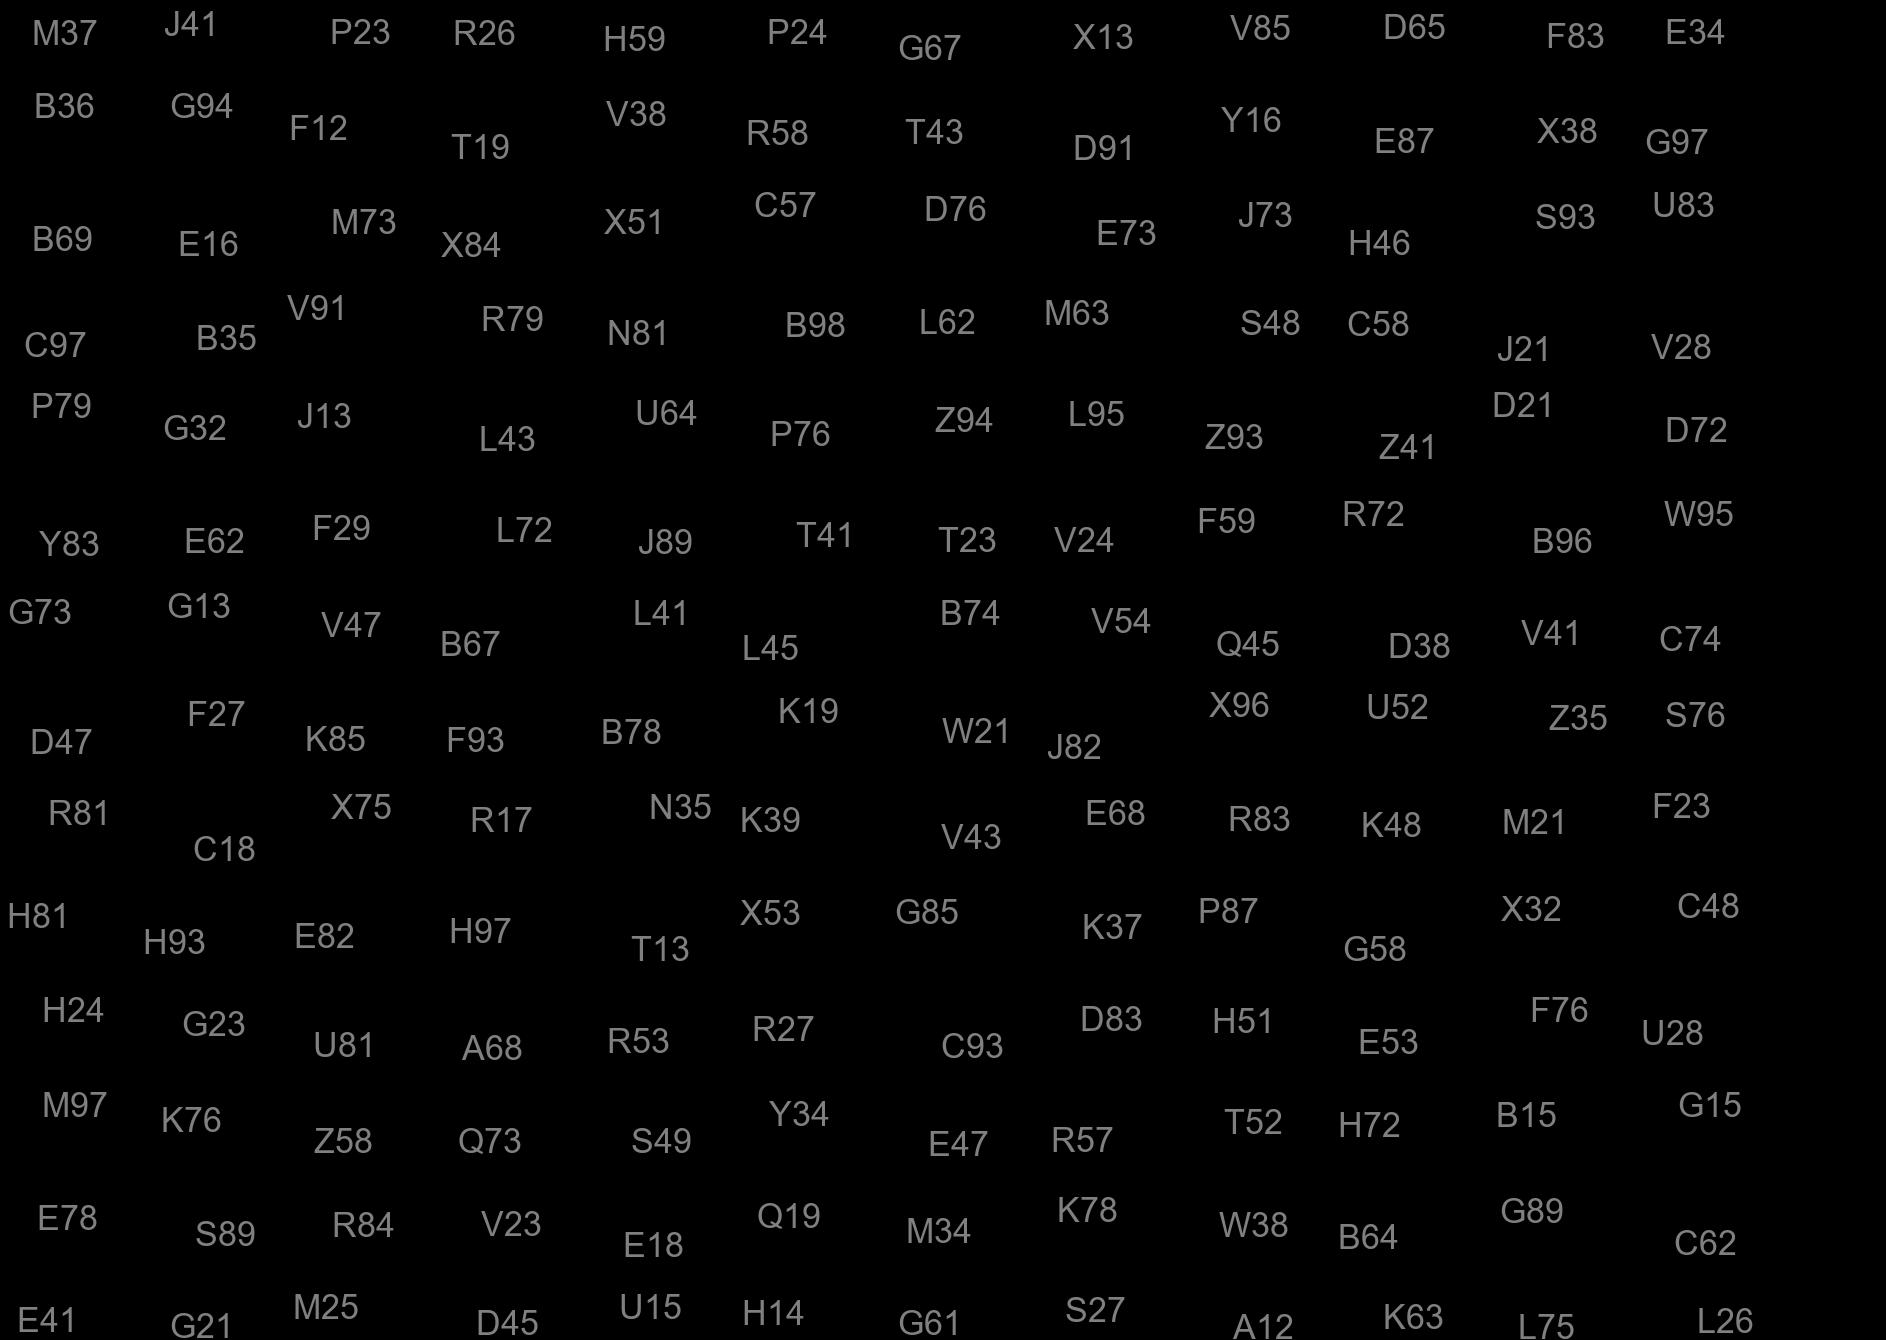 M37 J41 P23 R26 H59 P24 G67 X13 V85 D65 F83 E34
B36 G94 F12 T19 V38 R58 T43 D91 Y16 E87 X38 G97
B69 E16 M73 X84 X51 C57 D76 E73 J73 H46 S93 U83
C97 B35 V91 R79 N81 B98 L62 M63 S48 C58 J21 V28
P79 G32 J13 L43 U64 P76 Z94 L95 Z93 Z41 D21 D72
Y83 E62 F29 L72 J89 T41 T23 V24 F59 R72 B96 W95
G73 G13 V47 B67 L41 L45 B74 V54 Q45 D38 V41 C74
D47 F27 K85 F93 B78 K19 W21 J82 X96 U52 Z35 S76
R81 C18 X75 R17 N35 K39 V43 E68 R83 K48 M21 F23
H81 H93 E82 H97 T13 X53 G85 K37 P87 G58 X32 C48
H24 G23 U81 A68 R53 R27 C93 D83 H51 E53 F76 U28
M97 K76 Z58 Q73 S49 Y34 E47 R57 T52 H72 B15 G15
E78 S89 R84 V23 E18 Q19 M34 K78 W38 B64 G89 C62
E41 G21 M25 D45 U15 H14 G61 S27 A12 K63 L75 L26